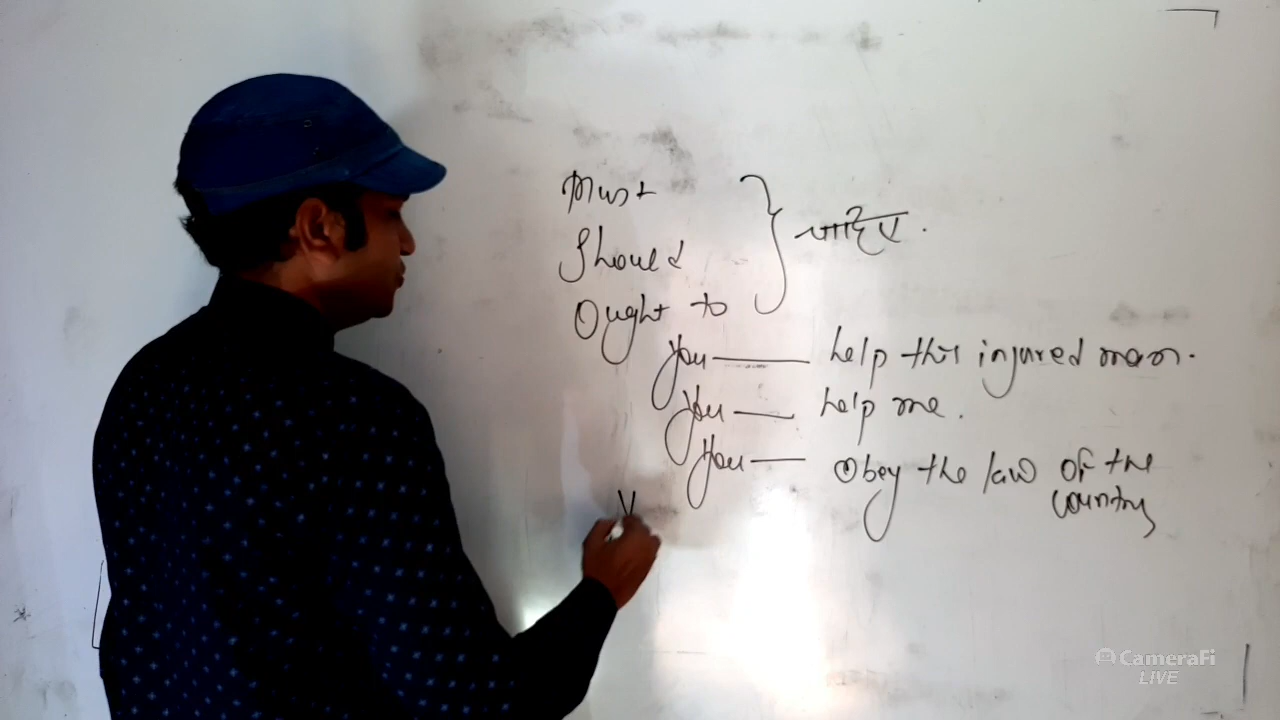 Must
Should
Ought to
चाहिए.
You ——— help this injured man.
You —— help me.
You —— Obey the law of the
country
Y
CameraFi
LIVE